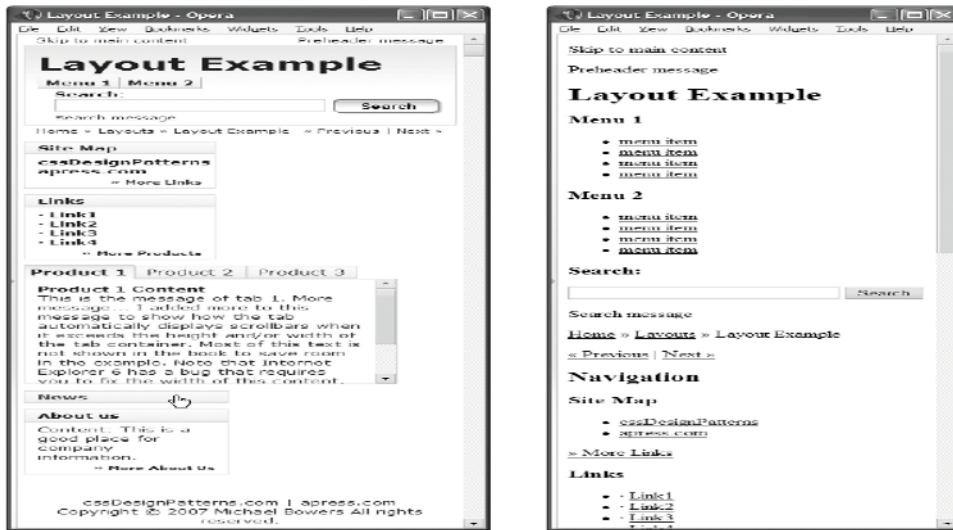 Layout Example - Opera
File Edit View Bookmarks Widgets Tools Help
Skip to main content Preheader message
Layout Example
Menu 1 Menu 2
Search:
Search
Search message
Home » Layouts » Layout Example « Previous | Next »
Site Map
cssDesignPatterns
apress.com
» More Links
Links
- Link1
- Link2
- Link3
- Link4
» More Products
Product 1 Product 2 Product 3
Product 1 Content
This is the message of tab 1. More
message... I added more to this
message to show how the tab
automatically displays scrollbars when
it exceeds the height and/or width of
the tab container. Most of this text is
not shown in the book to save room
in the example. Note that Internet
Explorer 6 has a bug that requires
you to fix the width of this content.
News
About us
Content: This is a
good place for
company
information.
» More About Us
cssDesignPatterns.com | apress.com
Copyright © 2007 Michael Bowers All rights
reserved.
Layout Example - Opera
File Edit View Bookmarks Widgets Tools Help
Skip to main content
Preheader message
Layout Example
Menu 1
• menu item
• menu item
• menu item
• menu item
Menu 2
• menu item
• menu item
• menu item
• menu item
Search:
Search
Search message
Home » Layouts » Layout Example
« Previous | Next »
Navigation
Site Map
• cssDesignPatterns
• apress.com
» More Links
Links
• - Link1
• - Link2
• - Link3
• - Link4